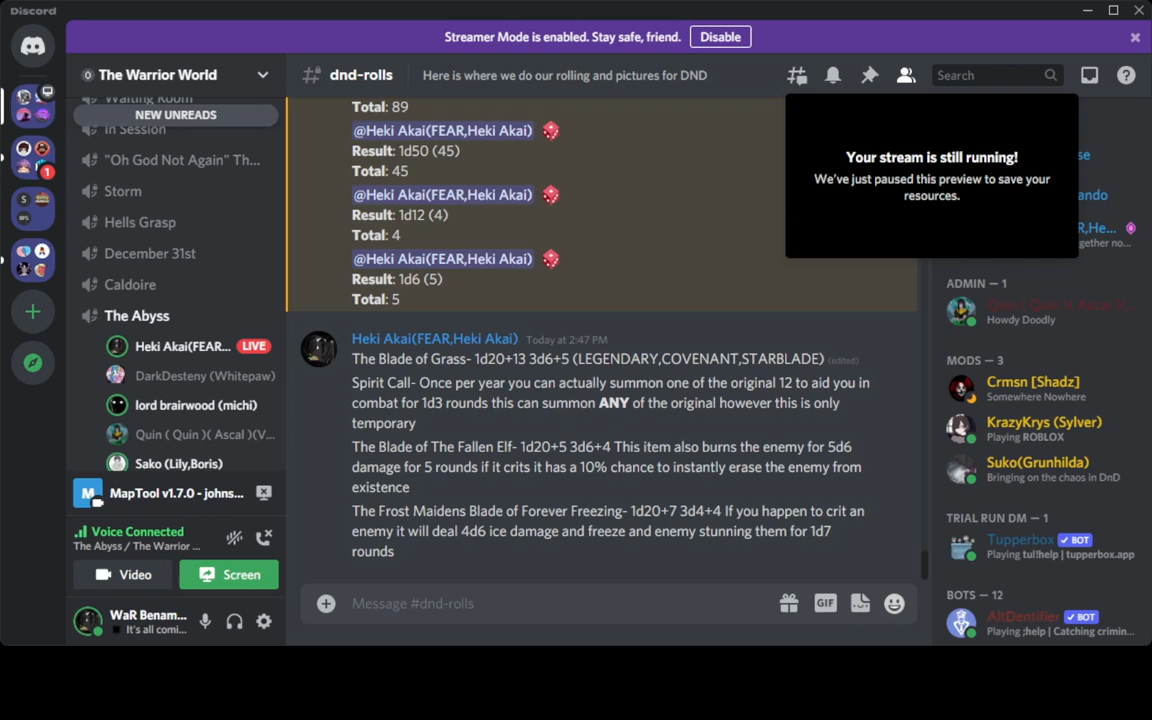 Discord
Streamer Mode is enabled. Stay safe, friend. Disable
The Warrior World
dnd-rolls
Here is where we do our rolling and pictures for DND
Search
Waiting Room
NEW UNREADS
In Session
"Oh God Not Again" Th...
Storm
Hells Grasp
December 31st
Caldoire
The Abyss
Heki Akai(FEAR... LIVE
DarkDesteny (Whitepaw)
lord brairwood (michi)
Quin ( Quin )( Ascal )(V...
Sako (Lily,Boris)
MapTool v1.7.0 - johns...
Voice Connected
The Abyss / The Warrior ...
Video
Screen
WaR Benam...
It's all comi...
1
Total: 89
@Heki Akai(FEAR,Heki Akai)
Result: 1d50 (45)
Total: 45
@Heki Akai(FEAR,Heki Akai)
Result: 1d12 (4)
Total: 4
@Heki Akai(FEAR,Heki Akai)
Result: 1d6 (5)
Total: 5
Heki Akai(FEAR,Heki Akai) Today at 2:47 PM
The Blade of Grass- 1d20+13 3d6+5 (LEGENDARY,COVENANT,STARBLADE) (edited)
Spirit Call- Once per year you can actually summon one of the original 12 to aid you in
combat for 1d3 rounds this can summon ANY of the original however this is only
temporary
The Blade of The Fallen Elf- 1d20+5 3d6+4 This item also burns the enemy for 5d6
damage for 5 rounds if it crits it has a 10% chance to instantly erase the enemy from
existence
The Frost Maidens Blade of Forever Freezing- 1d20+7 3d4+4 If you happen to crit an
enemy it will deal 4d6 ice damage and freeze and enemy stunning them for 1d7
rounds
Message #dnd-rolls
GIF
Your stream is still running!
We've just paused this preview to save your
resources.
se
ando
R,He...
gether no...
ADMIN — 1
Quin ( Quin )( Ascal )(V...
Howdy Doodly
MODS — 3
Crmsn [Shadz]
Somewhere Nowhere
KrazyKrys (Sylver)
Playing ROBLOX
Suko(Grunhilda)
Bringing on the chaos in DnD
TRIAL RUN DM — 1
Tupperbox BOT
Playing tul!help | tupperbox.app
BOTS — 12
AltDentifier BOT
Playing ;help | Catching crimin...